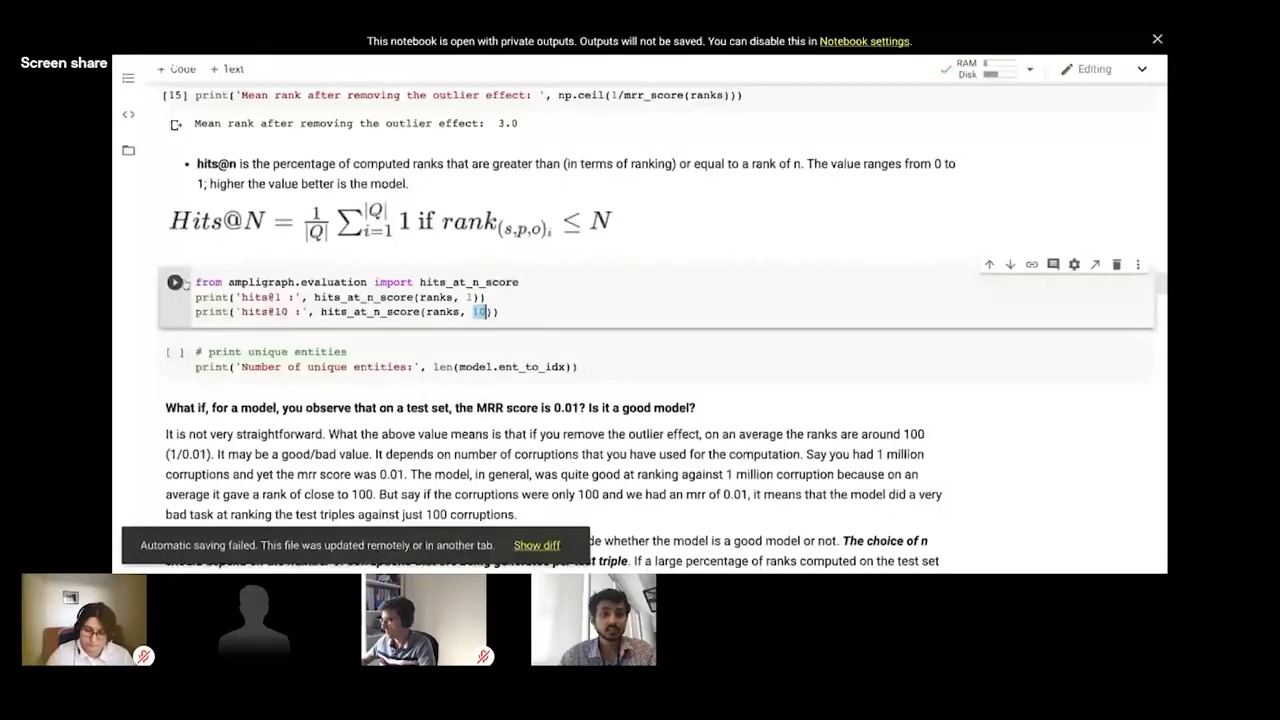 This notebook is open with private outputs. Outputs will not be saved. You can disable this in Notebook settings.
Screen share
+ Code + Text
RAM
Disk
Editing
[15] print('Mean rank after removing the outlier effect: ', np.ceil(1/mrr_score(ranks)))
Mean rank after removing the outlier effect: 3.0
• hits@n is the percentage of computed ranks that are greater than (in terms of ranking) or equal to a rank of n. The value ranges from 0 to
1; higher the value better is the model.
Hits@N = 1/|Q| ∑_{i=1}^{|Q|} 1 if rank_{(s,p,o)_i} ≤ N
from ampligraph.evaluation import hits_at_n_score
print('hits@1 :', hits_at_n_score(ranks, 1))
print('hits@10 :', hits_at_n_score(ranks, 10))
[ ] # print unique entities
print('Number of unique entities:', len(model.ent_to_idx))
What if, for a model, you observe that on a test set, the MRR score is 0.01? Is it a good model?
It is not very straightforward. What the above value means is that if you remove the outlier effect, on an average the ranks are around 100
(1/0.01). It may be a good/bad value. It depends on number of corruptions that you have used for the computation. Say you had 1 million
corruptions and yet the mrr score was 0.01. The model, in general, was quite good at ranking against 1 million corruption because on an
average it gave a rank of close to 100. But say if the corruptions were only 100 and we had an mrr of 0.01, it means that the model did a very
bad task at ranking the test triples against just 100 corruptions.
Automatic saving failed. This file was updated remotely or in another tab. Show diff
de whether the model is a good model or not. The choice of n
triple. If a large percentage of ranks computed on the test set